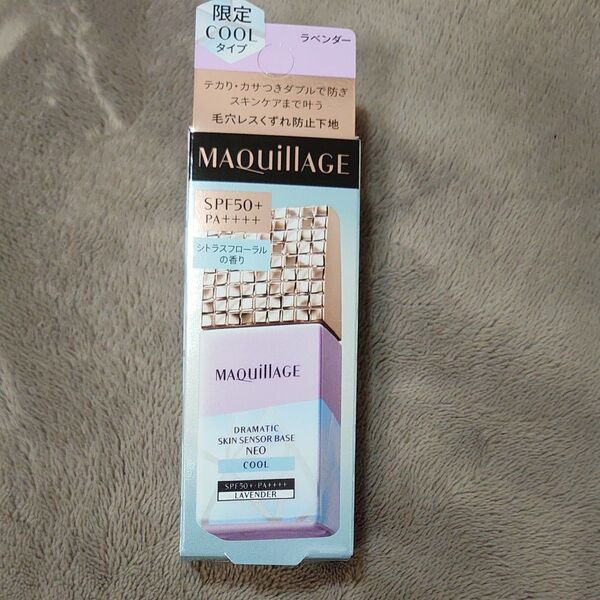 限定
COOL
タイプ
ラベンダー
テカリ・カサつきダブルで防ぎ
スキンケアまで叶う
毛穴レスくずれ防止下地
MAQuillAGE
SPF50+
PA++++
シトラスフローラル
の香り
MAQuillAGE
DRAMATIC
SKIN SENSOR BASE
NEO
COOL
SPF50+・PA++++
LAVENDER